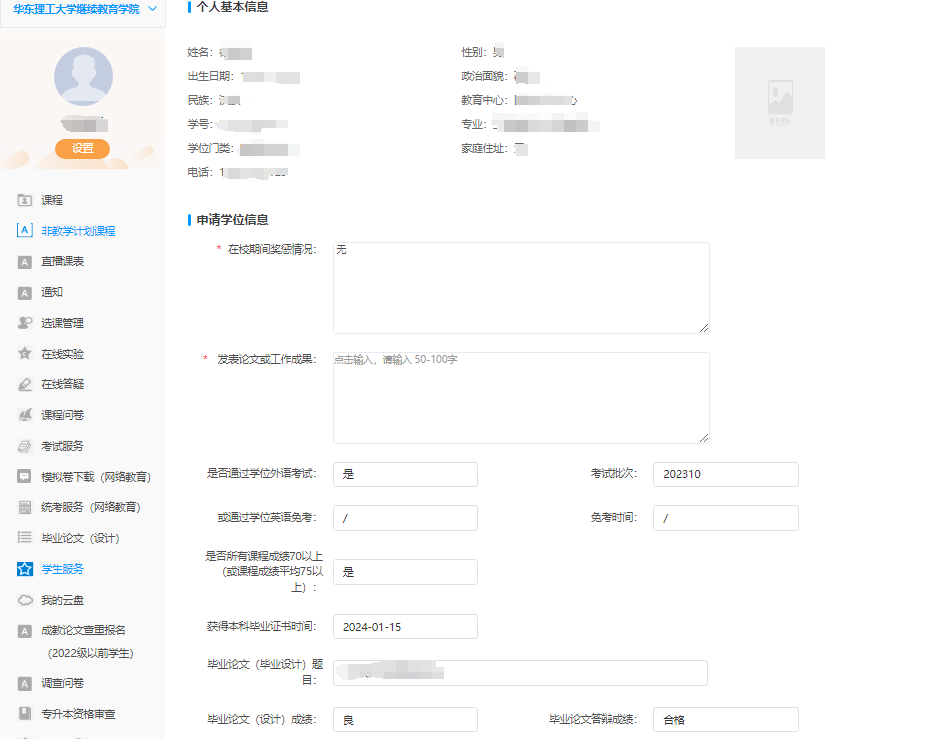 华东理工大学继续教育学院
设置
课程
非教学计划课程
直播课表
通知
选课管理
在线实验
在线答疑
课程问卷
考试服务
模拟卷下载（网络教育）
统考服务（网络教育）
毕业论文（设计）
学生服务
我的云盘
成教论文查重报名
（2022级以前学生）
调查问卷
专升本资格审查
个人基本信息
姓名：
性别：
出生日期：
政治面貌：
民族：
教育中心：
学号：
专业：
学位门类：
家庭住址：
电话：
暂无图片
申请学位信息
* 在校期间奖惩情况： 无
* 发表论文或工作成果： 点击输入，请输入 50-100字
是否通过学位外语考试： 是 考试批次： 202310
或通过学位英语免考： / 免考时间： /
是否所有课程成绩70以上
（或课程成绩平均75以
上）： 是
获得本科毕业证书时间： 2024-01-15
毕业论文（毕业设计）题
目：
毕业论文（设计）成绩： 良 毕业论文答辩成绩： 合格